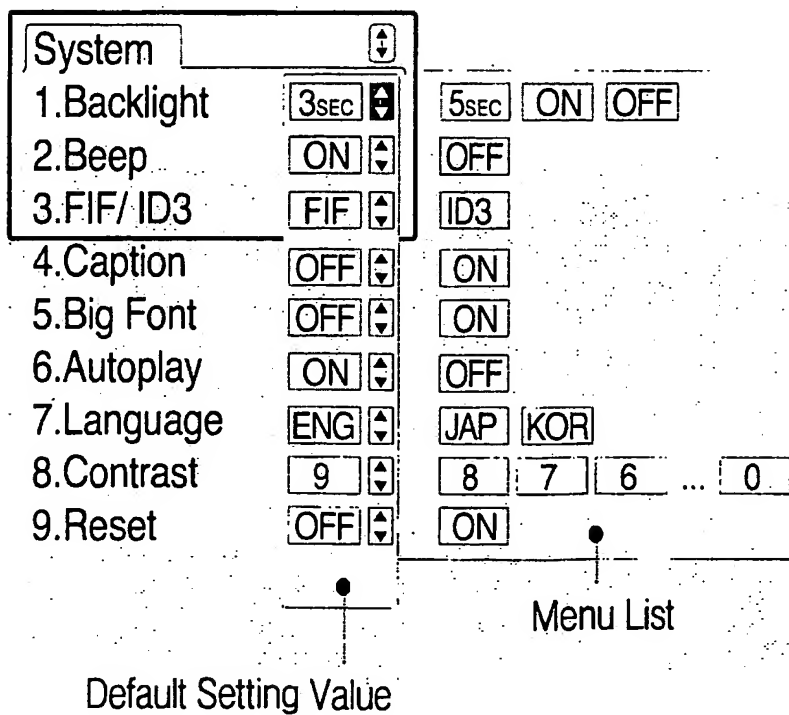 System
1.Backlight 3SEC 5SEC ON OFF
2.Beep ON OFF
3.FIF/ ID3 FIF ID3
4.Caption OFF ON
5.Big Font OFF ON
6.Autoplay ON OFF
7.Language ENG JAP KOR
8.Contrast 9 8 7 6 ... 0
9.Reset OFF ON
Menu List
Default Setting Value